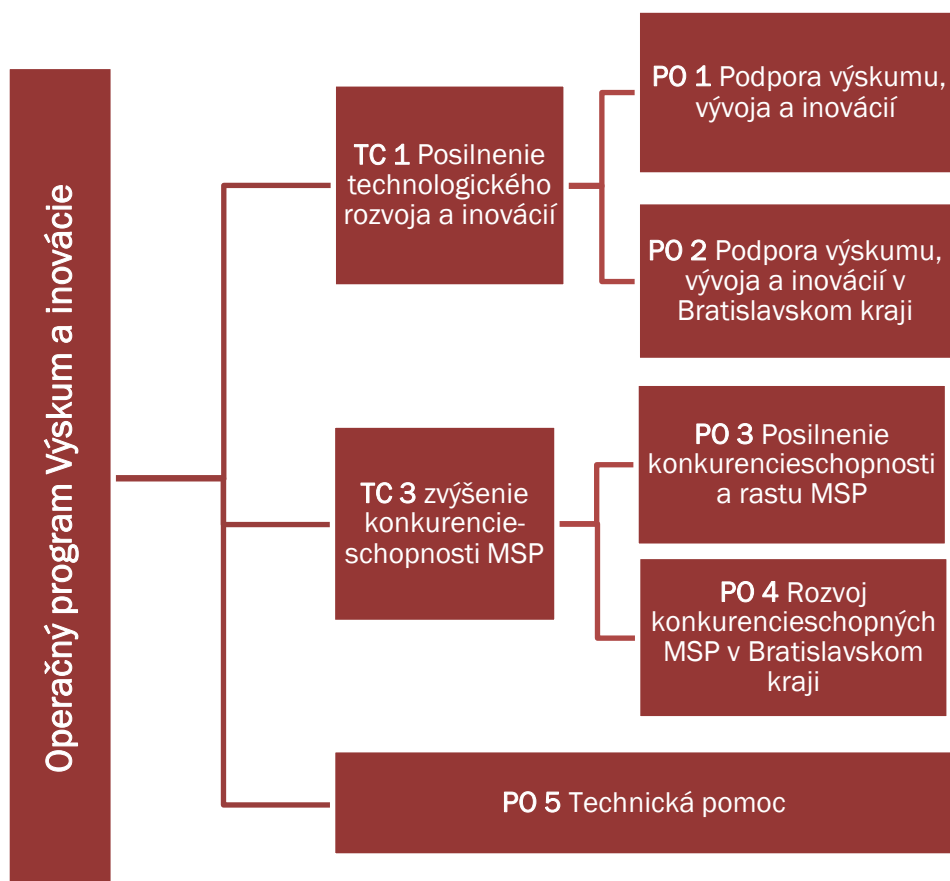 Operačný program Výskum a inovácie
TC 1 Posilnenie
technologického
rozvoja a inovácií
PO 1 Podpora výskumu,
vývoja a inovácií
PO 2 Podpora výskumu,
vývoja a inovácií v
Bratislavskom kraji
TC 3 zvýšenie
konkurencie-
schopnosti MSP
PO 3 Posilnenie
konkurencieschopnosti
a rastu MSP
PO 4 Rozvoj
konkurencieschopných
MSP v Bratislavskom
kraji
PO 5 Technická pomoc